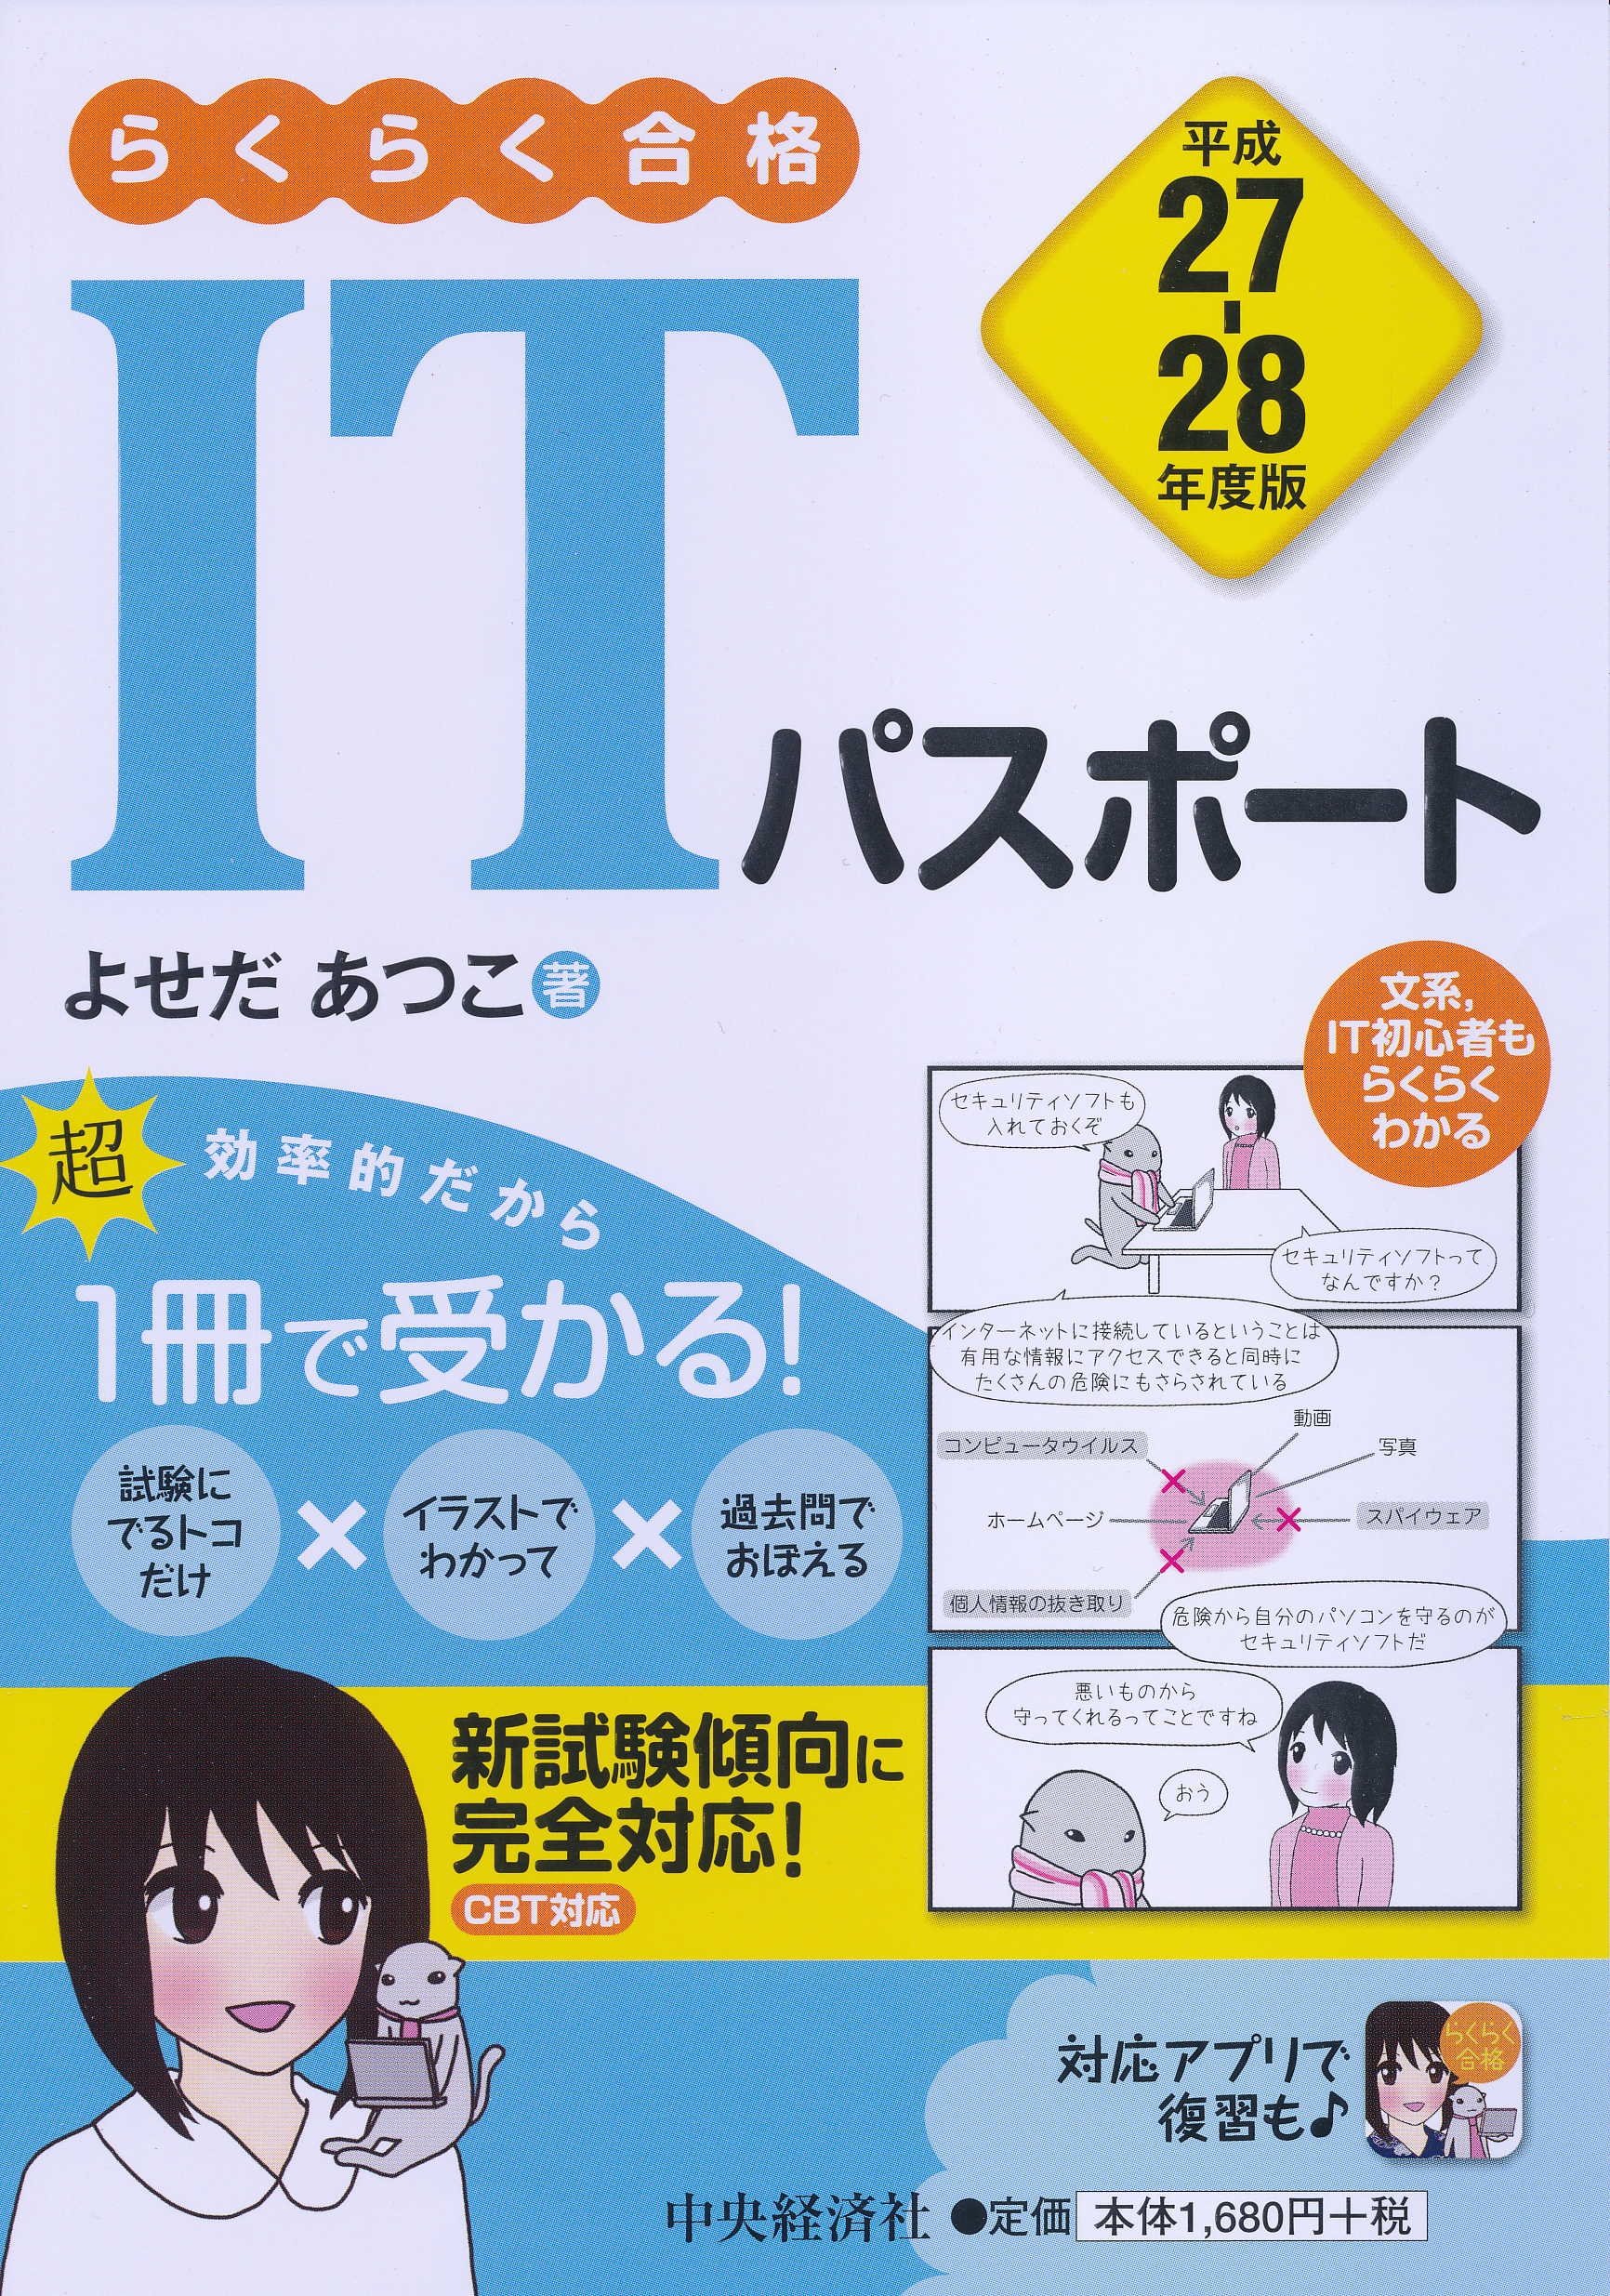 らくらく合格
平成
27-28
年度版
IT
パスポート
よせだ あつこ 著
文系,
IT初心者も
らくらく
わかる
超
効率的だから
1冊で受かる!
試験に
でるトコ
だけ
×
イラストで
わかって
×
過去問で
おぼえる
セキュリティソフトも
入れておくぞ
セキュリティソフトって
なんですか?
インターネットに接続しているということは
有用な情報にアクセスできると同時に
たくさんの危険にもさらされている
動画
コンピュータウイルス
写真
ホームページ
スパイウェア
個人情報の抜き取り
危険から自分のパソコンを守るのが
セキュリティソフトだ
悪いものから
守ってくれるってことですね
おう
新試験傾向に
完全対応!
CBT対応
対応アプリで
復習も♪
らくらく
合格
中央経済社 ●定価 本体1,680円+税